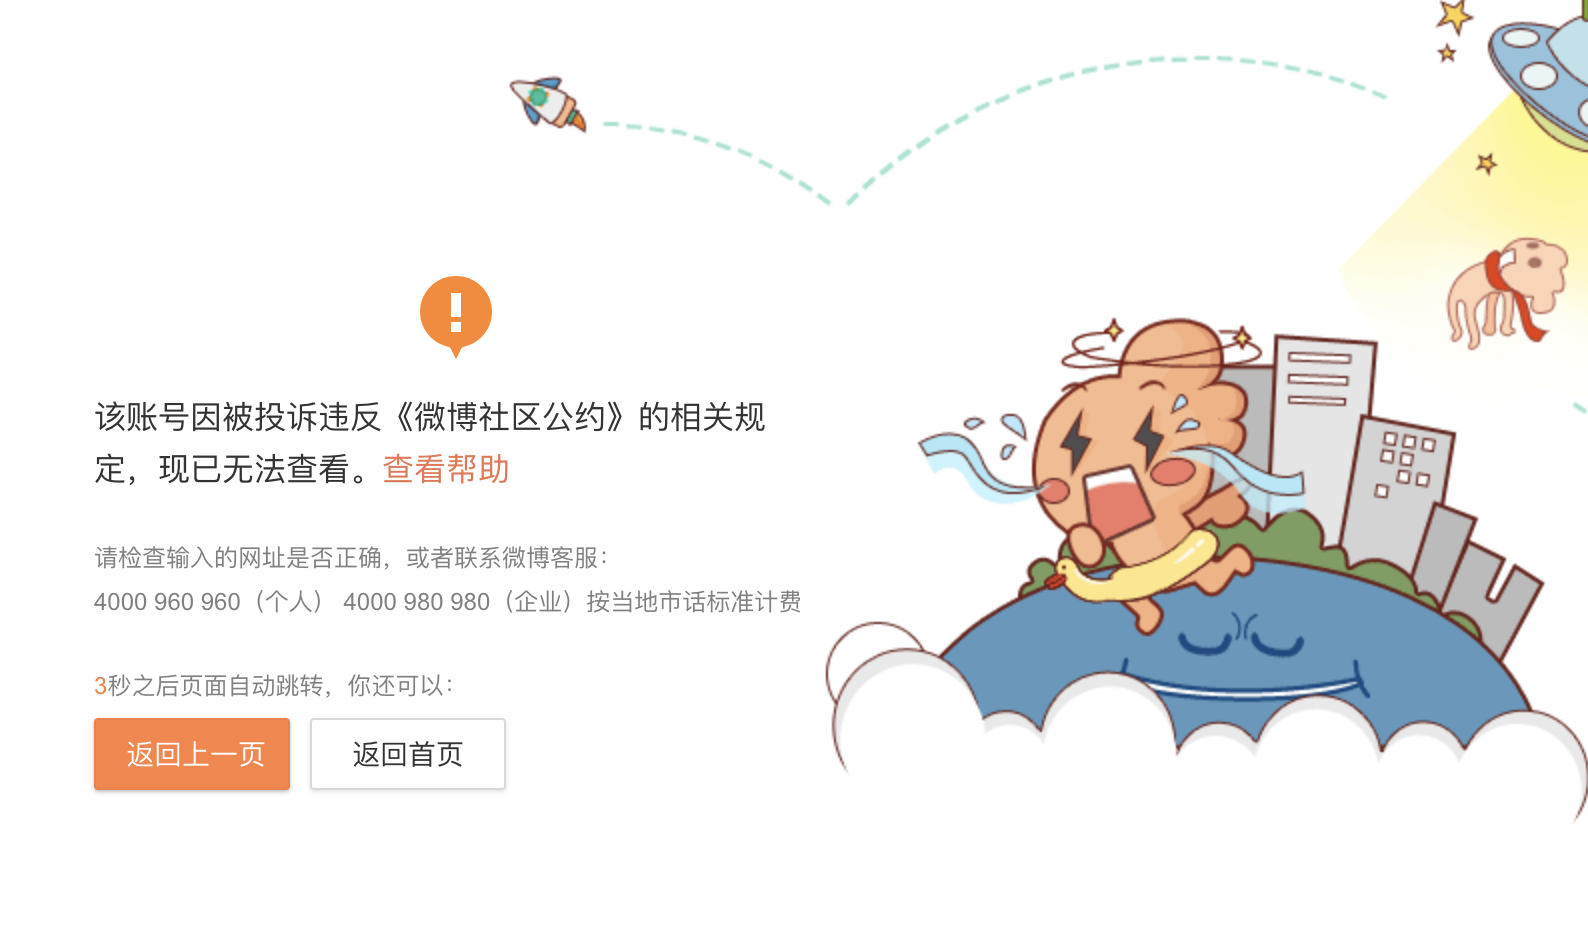 该账号因被投诉违反《微博社区公约》的相关规
定，现已无法查看。查看帮助
请检查输入的网址是否正确，或者联系微博客服：
4000 960 960（个人） 4000 980 980（企业）按当地市话标准计费
3秒之后页面自动跳转，你还可以：
返回上一页 返回首页